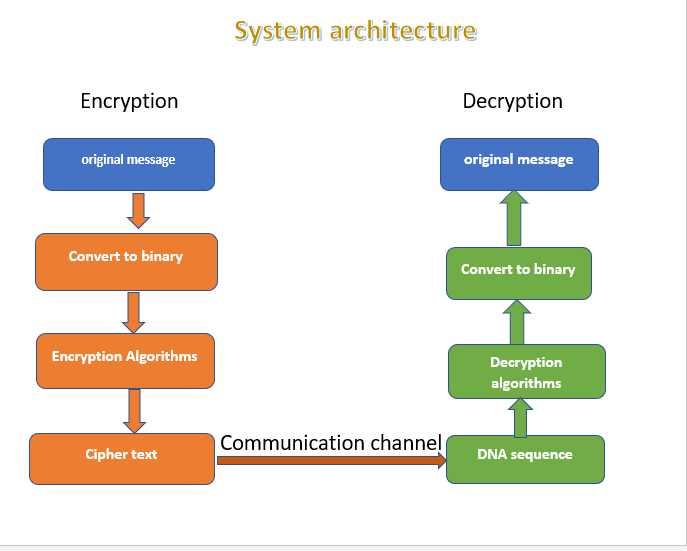 System architecture
Encryption
Decryption
original message
original message
Convert to binary
Convert to binary
Encryption Algorithms
Decryption
algorithms
Communication channel
Cipher text
DNA sequence